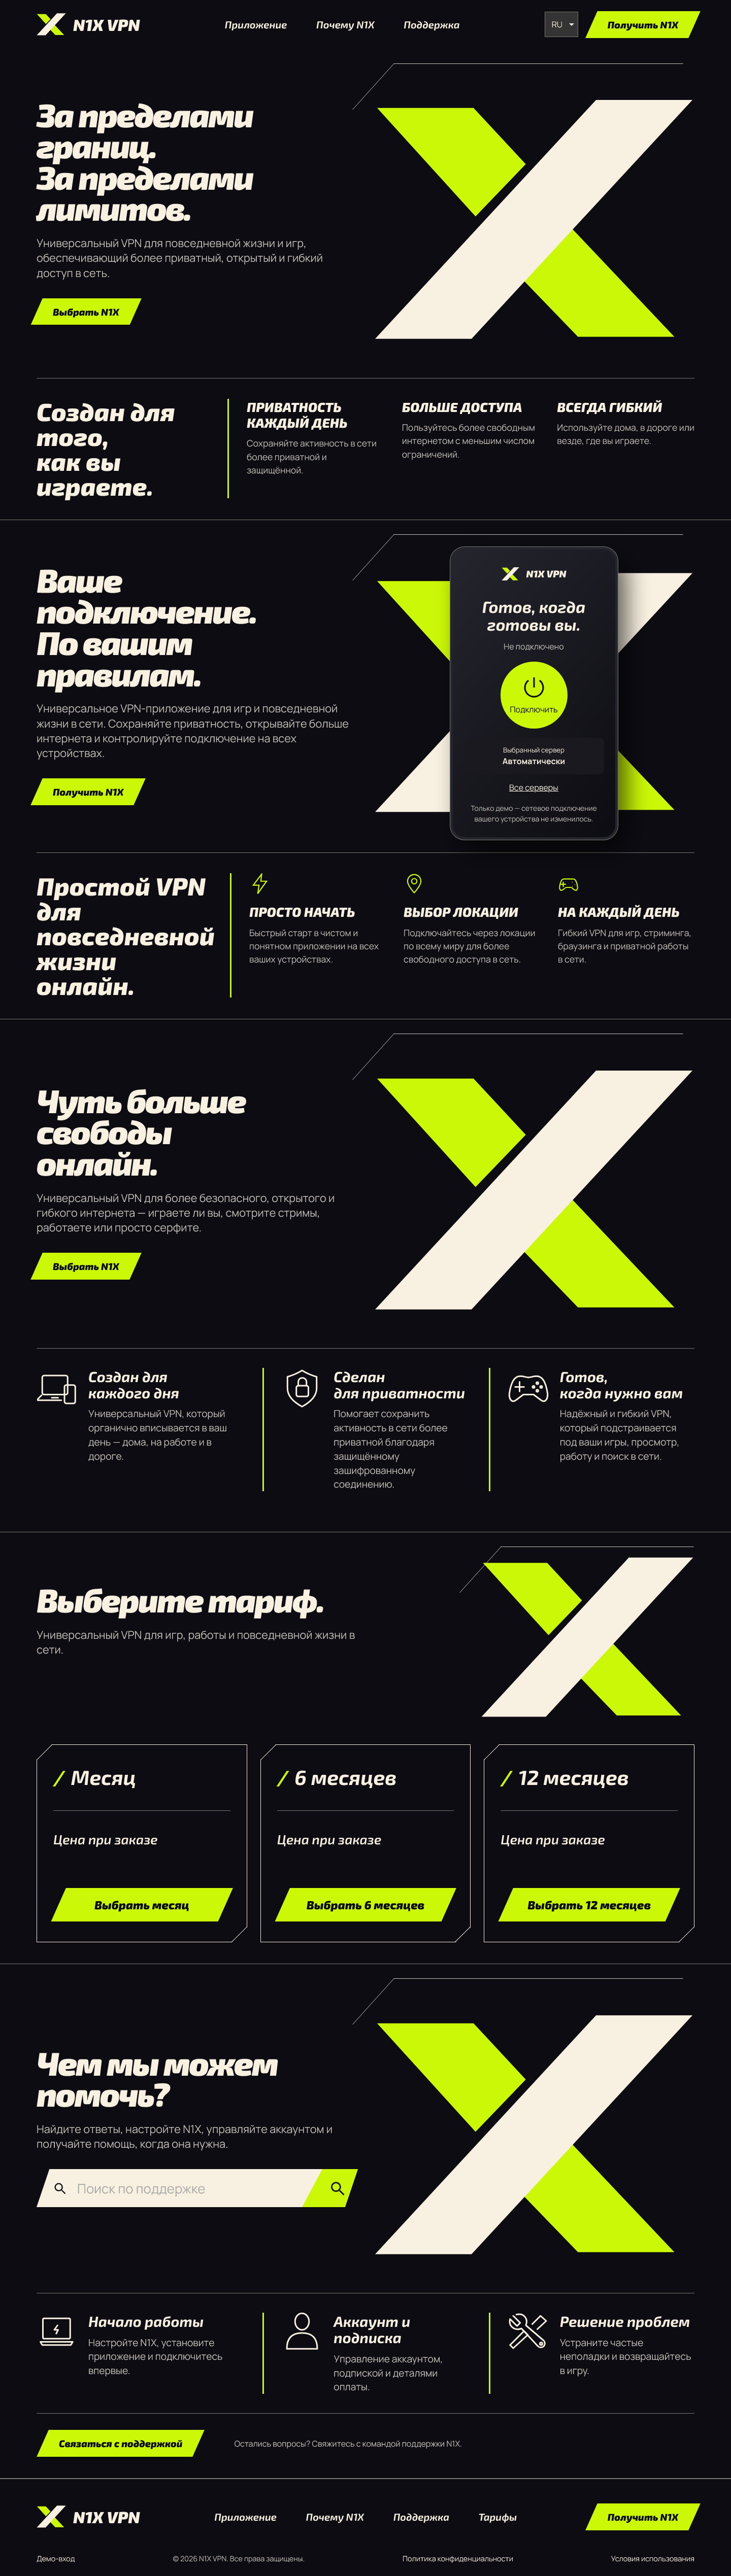 N1X VPN
Приложение
Почему N1X
Поддержка
RU
Получить N1X
За пределами
границ.
За пределами
лимитов.
Универсальный VPN для повседневной жизни и игр,
обеспечивающий более приватный, открытый и гибкий
доступ в сеть.
Выбрать N1X
Создан для
того,
как вы
играете.
ПРИВАТНОСТЬ
КАЖДЫЙ ДЕНЬ
Сохраняйте активность в сети
более приватной и
защищённой.
БОЛЬШЕ ДОСТУПА
Пользуйтесь более свободным
интернетом с меньшим числом
ограничений.
ВСЕГДА ГИБКИЙ
Используйте дома, в дороге или
везде, где вы играете.
Ваше
подключение.
По вашим
правилам.
Универсальное VPN-приложение для игр и повседневной
жизни в сети. Сохраняйте приватность, открывайте больше
интернета и контролируйте подключение на всех
устройствах.
Получить N1X
N1X VPN
Готов, когда
готовы вы.
Не подключено
Подключить
Выбранный сервер
Автоматически
Все серверы
Только демо — сетевое подключение
вашего устройства не изменилось.
Простой VPN
для
повседневной
жизни
онлайн.
ПРОСТО НАЧАТЬ
Быстрый старт в чистом и
понятном приложении на всех
ваших устройствах.
ВЫБОР ЛОКАЦИИ
Подключайтесь через локации
по всему миру для более
свободного доступа в сеть.
НА КАЖДЫЙ ДЕНЬ
Гибкий VPN для игр, стриминга,
браузинга и приватной работы
в сети.
Чуть больше
свободы
онлайн.
Универсальный VPN для более безопасного, открытого и
гибкого интернета — играете ли вы, смотрите стримы,
работаете или просто серфите.
Выбрать N1X
Создан для
каждого дня
Универсальный VPN, который
органично вписывается в ваш
день — дома, на работе и в
дороге.
Сделан
для приватности
Помогает сохранить
активность в сети более
приватной благодаря
защищённому
зашифрованному
соединению.
Готов,
когда нужно вам
Надёжный и гибкий VPN,
который подстраивается
под ваши игры, просмотр,
работу и поиск в сети.
Выберите тариф.
Универсальный VPN для игр, работы и повседневной жизни в
сети.
/ Месяц
Цена при заказе
Выбрать месяц
/ 6 месяцев
Цена при заказе
Выбрать 6 месяцев
/ 12 месяцев
Цена при заказе
Выбрать 12 месяцев
Чем мы можем
помочь?
Найдите ответы, настройте N1X, управляйте аккаунтом и
получайте помощь, когда она нужна.
Поиск по поддержке
Начало работы
Настройте N1X, установите
приложение и подключитесь
впервые.
Аккаунт и
подписка
Управление аккаунтом,
подпиской и деталями
оплаты.
Решение проблем
Устраните частые
неполадки и возвращайтесь
в игру.
Связаться с поддержкой
Остались вопросы? Свяжитесь с командой поддержки N1X.
N1X VPN
Приложение
Почему N1X
Поддержка
Тарифы
Получить N1X
Демо-вход
© 2026 N1X VPN. Все права защищены.
Политика конфиденциальности
Условия использования